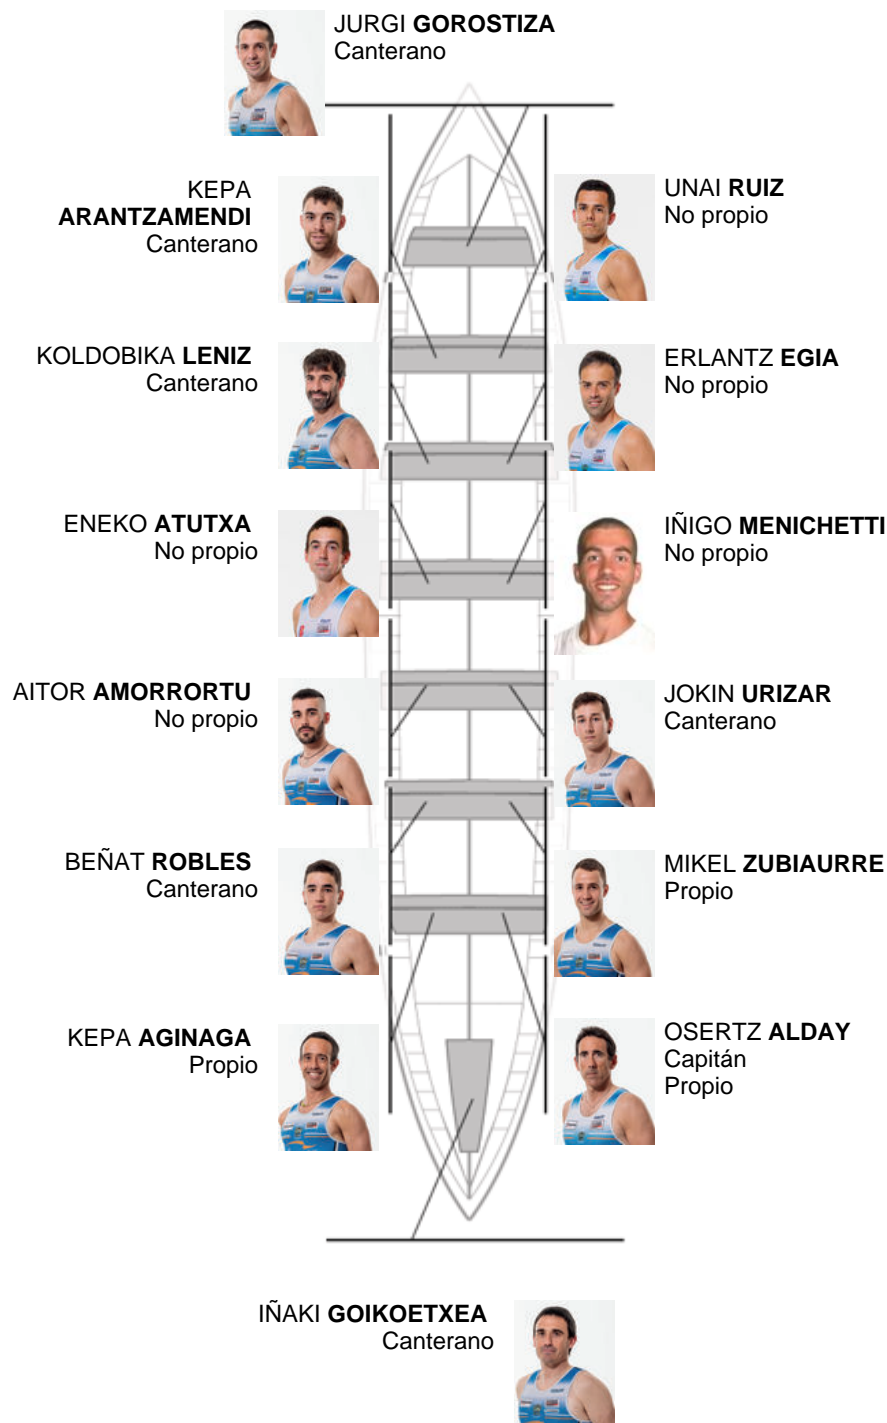 JURGI GOROSTIZA
Canterano
KEPA
ARANTZAMENDI
Canterano
UNAI RUIZ
No propio
KOLDOBIKA LENIZ
Canterano
ERLANTZ EGIA
No propio
ENEKO ATUTXA
No propio
IÑIGO MENICHETTI
No propio
AITOR AMORRORTU
No propio
JOKIN URIZAR
Canterano
BEÑAT ROBLES
Canterano
MIKEL ZUBIAURRE
Propio
KEPA AGINAGA
Propio
OSERTZ ALDAY
Capitán
Propio
IÑAKI GOIKOETXEA
Canterano